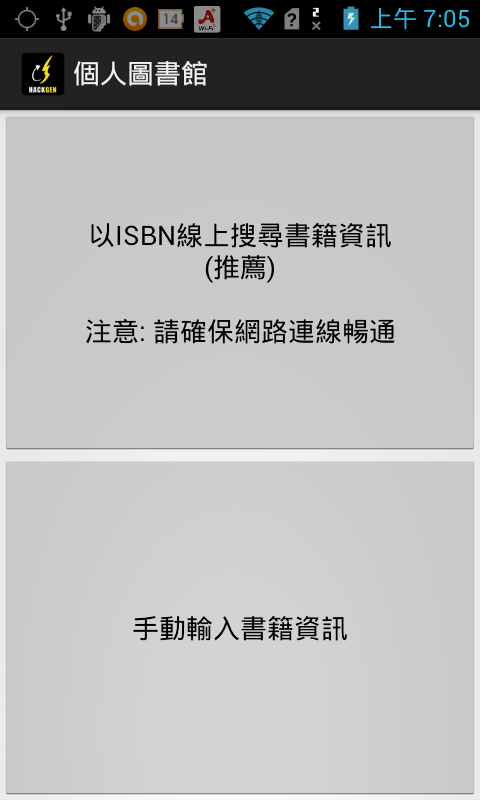 14
A+
Wi-Fi
?
z
x
上午 7:05
HACKGEN
個人圖書館
以ISBN線上搜尋書籍資訊
(推薦)
注意: 請確保網路連線暢通
手動輸入書籍資訊